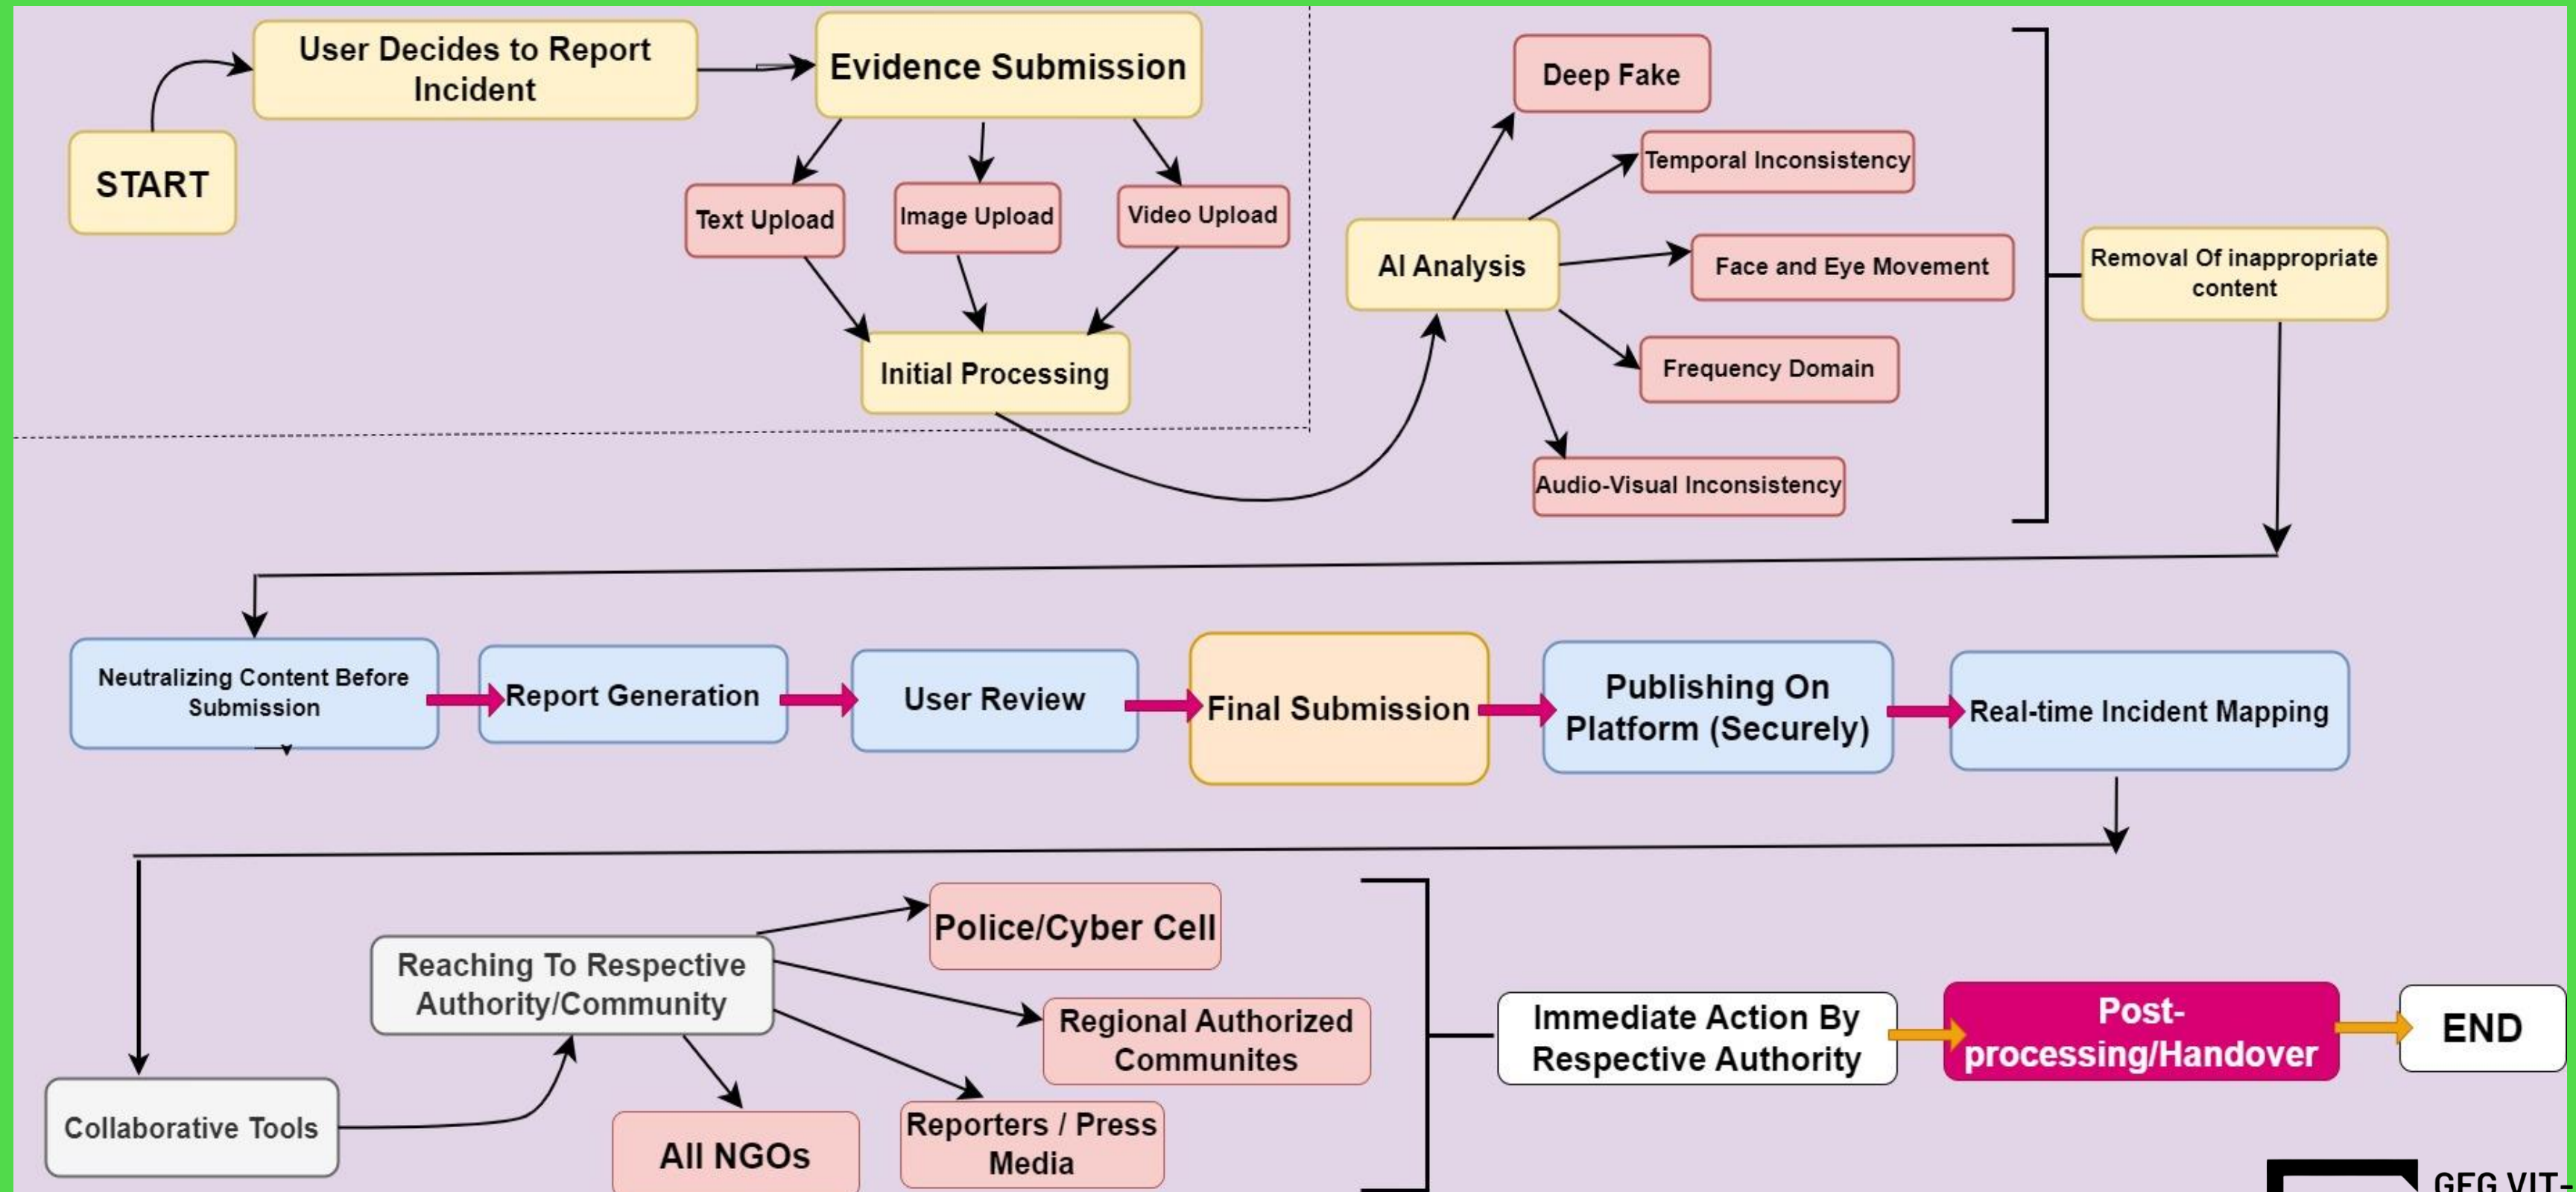 START
User Decides to Report
Incident
Evidence Submission
Text Upload
Image Upload
Video Upload
Initial Processing
AI Analysis
Deep Fake
Temporal Inconsistency
Face and Eye Movement
Frequency Domain
Audio-Visual Inconsistency
Removal Of inappropriate
content
Neutralizing Content Before
Submission
Report Generation
User Review
Final Submission
Publishing On
Platform (Securely)
Real-time Incident Mapping
Collaborative Tools
Reaching To Respective
Authority/Community
Police/Cyber Cell
Regional Authorized
Communites
Reporters / Press
Media
All NGOs
Immediate Action By
Respective Authority
Post-
processing/Handover
END
GFG VIT-